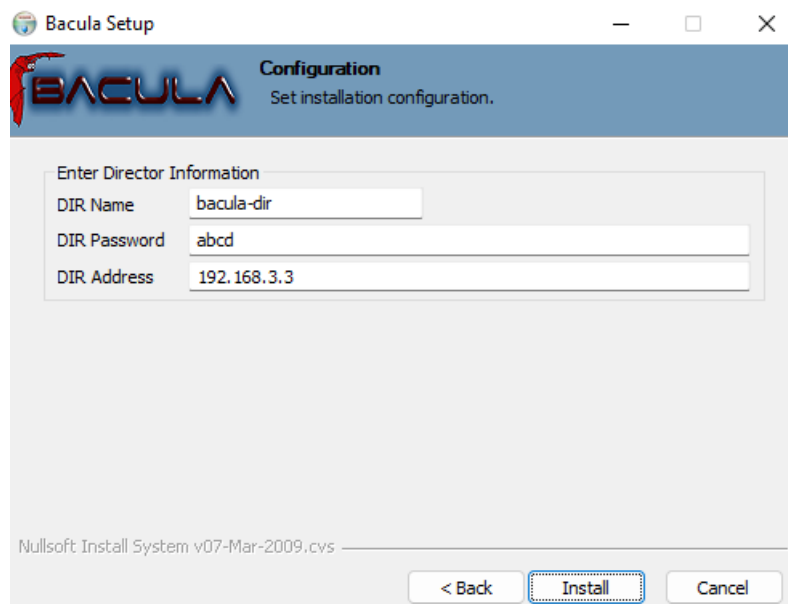 Bacula Setup
BACULA
Configuration
Set installation configuration.
Enter Director Information
DIR Name
bacula-dir
DIR Password
abcd
DIR Address
192.168.3.3
Nullsoft Install System v07-Mar-2009.cvs
< Back
Install
Cancel